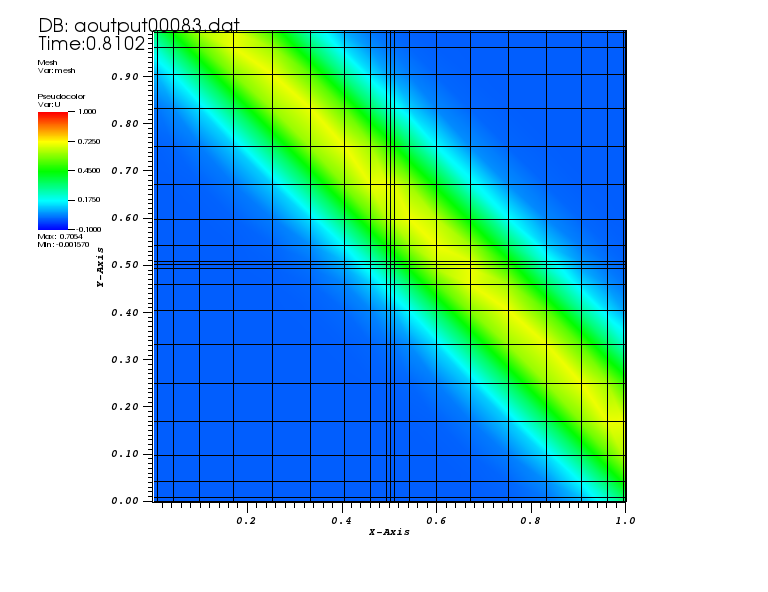 DB: aoutput00083.dat
Time:0.8102
Mesh
Var: mesh
Pseudocolor
Var: U
1.000
0.7250
0.4500
0.1750
-0.1000
Max: 0.7054
Min: -0.001570
Y-Axis
0.90
0.80
0.70
0.60
0.50
0.40
0.30
0.20
0.10
0.00
0.2 0.4 0.6 0.8 1.0
X-Axis